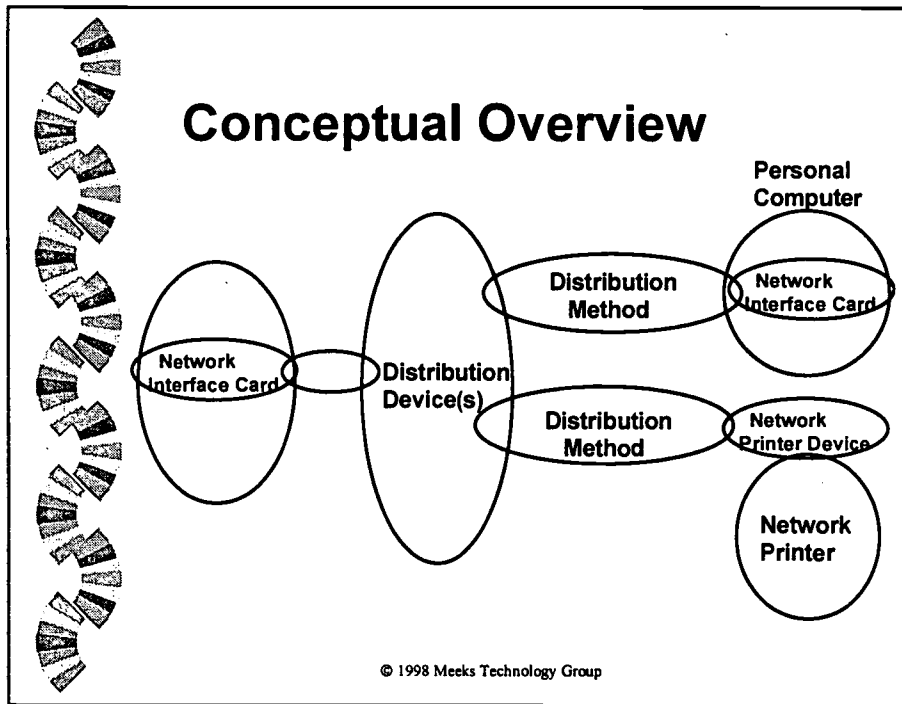 Conceptual Overview
Personal
Computer
Network
Interface Card
Distribution
Device(s)
Distribution
Method
Network
Interface Card
Distribution
Method
Network
Printer Device
Network
Printer
© 1998 Meeks Technology Group